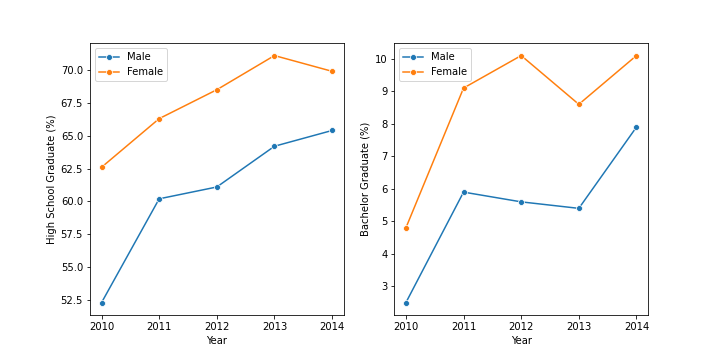 Male
Female
70.0
67.5
65.0
62.5
60.0
57.5
55.0
52.5
High School Graduate (%)
2010 2011 2012 2013 2014
Year
Male
Female
10
9
8
7
6
5
4
3
Bachelor Graduate (%)
2010 2011 2012 2013 2014
Year